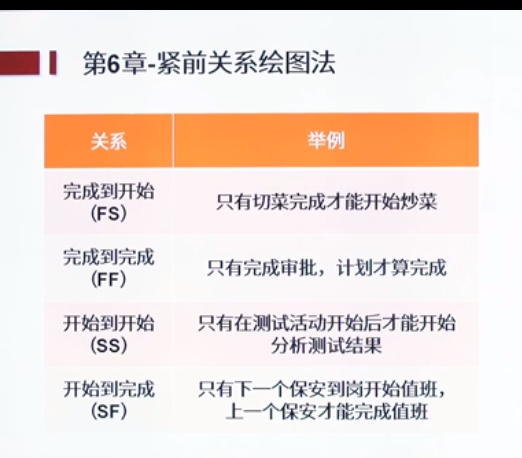 第6章-紧前关系绘图法
关系
举例
完成到开始
（FS）
只有切菜完成才能开始炒菜
完成到完成
（FF）
只有完成审批，计划才算完成
开始到开始
（SS）
只有在测试活动开始后才能开始
分析测试结果
开始到完成
（SF）
只有下一个保安到岗开始值班，
上一个保安才能完成值班